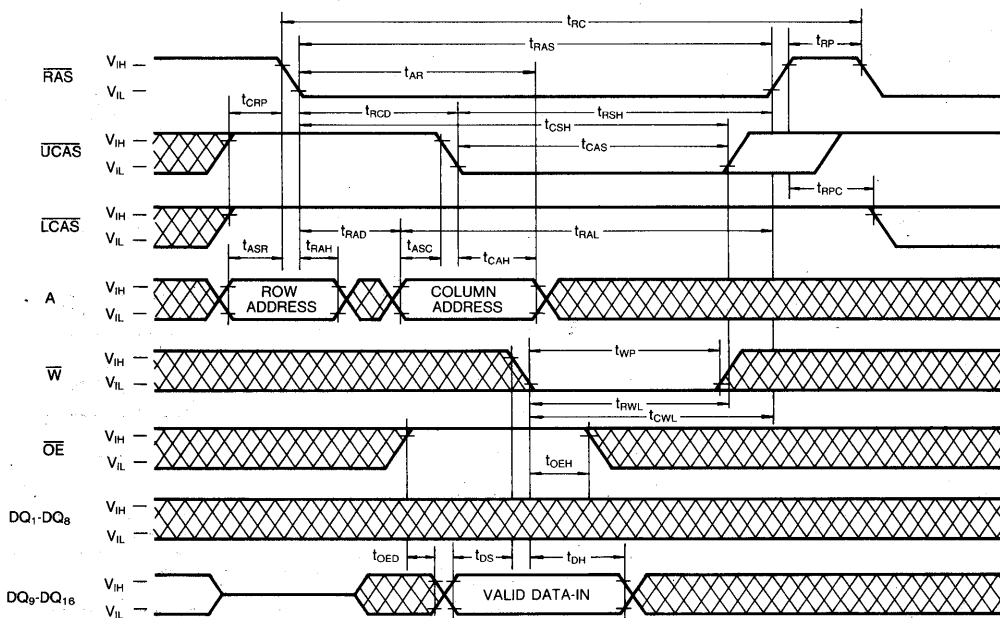 tRC
tRAS
tRP
RAS VIH
VIL
tAR
tCRP
tRCD
tRSH
tCSH
UCAS VIH
VIL
tCAS
tRPC
LCAS VIH
VIL
tRAD
tRAL
tASR
tRAH
tASC
tCAH
A VIH
VIL
ROW ADDRESS
COLUMN ADDRESS
W VIH
VIL
tWP
tRWL
tCWL
OE VIH
VIL
tOEH
DQ1-DQ8 VIH
VIL
tOED
tDS
tDH
DQ9-DQ16 VIH
VIL
VALID DATA-IN